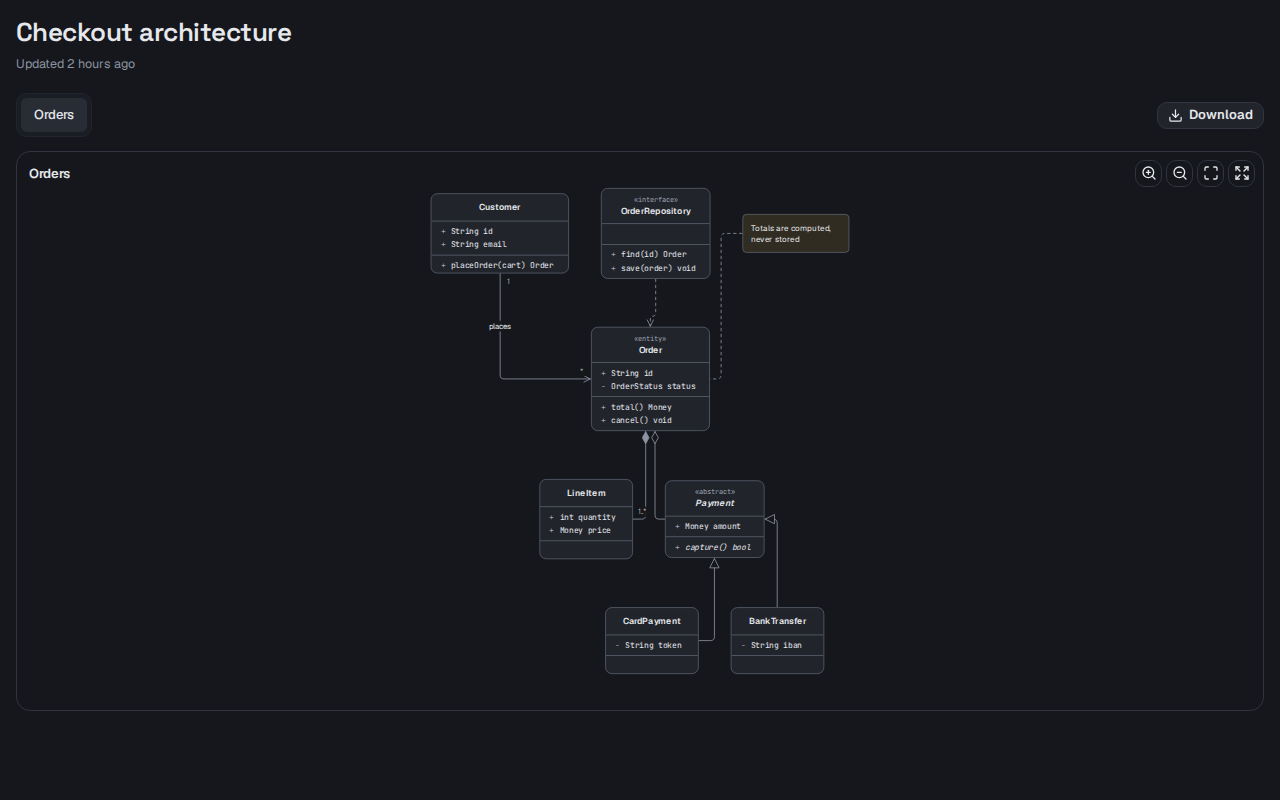 Checkout architecture
Updated 2 hours ago
Orders
Download
Orders
Customer
+ String id
+ String email
+ placeOrder(cart) Order
«interface»
OrderRepository
+ find(id) Order
+ save(order) void
Totals are computed,
never stored
1
places
*
«entity»
Order
+ String id
- OrderStatus status
+ total() Money
+ cancel() void
LineItem
+ int quantity
+ Money price
1..*
«abstract»
Payment
+ Money amount
+ capture() bool
CardPayment
- String token
BankTransfer
- String iban